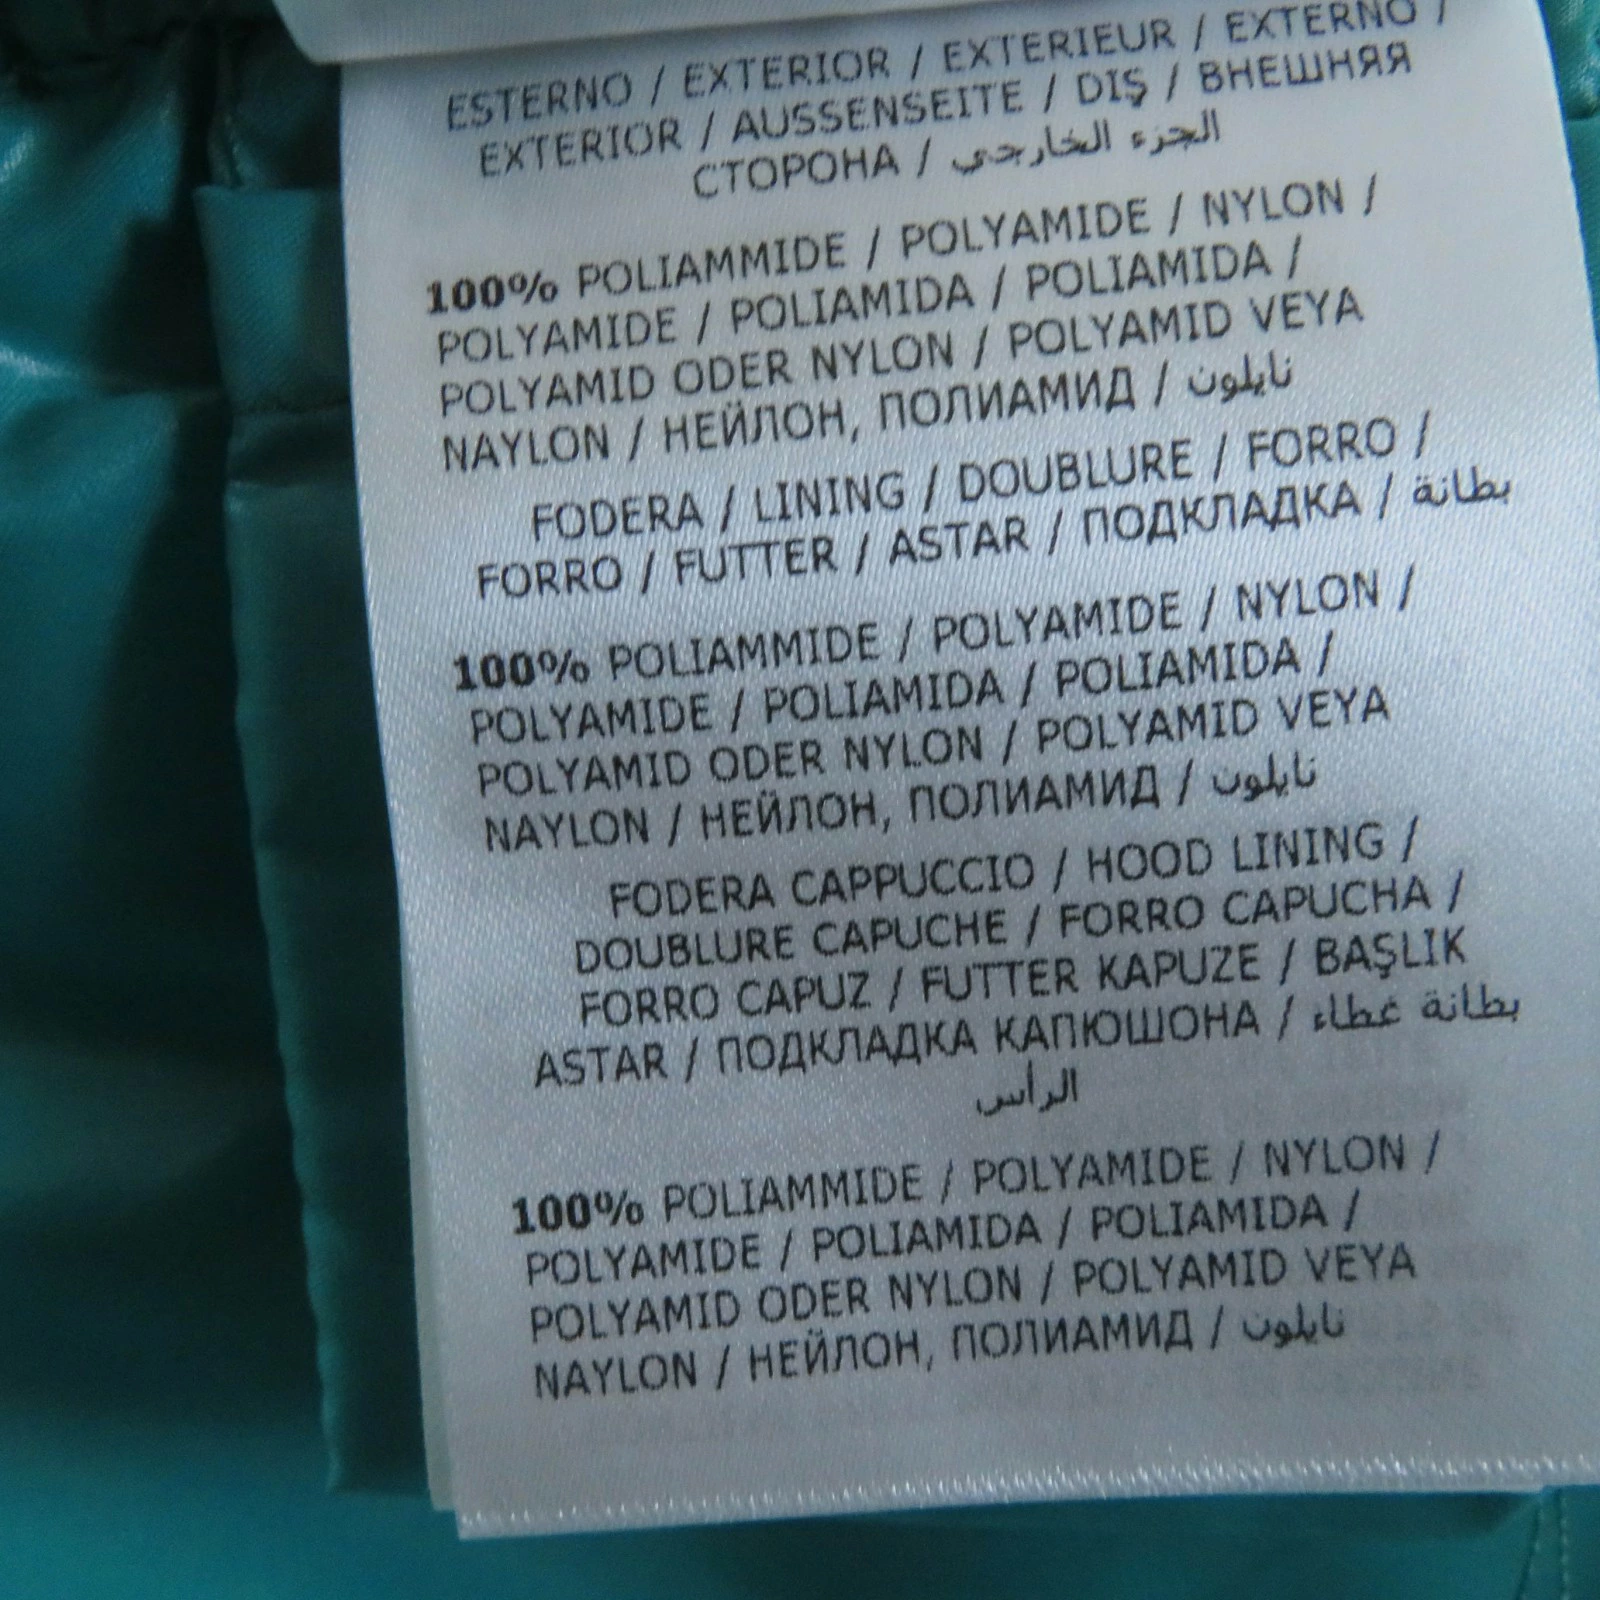 ESTERNO / EXTERIOR / EXTERIEUR / EXTERNO /
EXTERIOR / AUSSENSEITE / DIŞ / ВНЕШНЯЯ
СТОРОНА / الجزء الخارجي
100% POLIAMMIDE / POLYAMIDE / NYLON /
POLYAMIDE / POLIAMIDA / POLIAMIDA /
POLYAMID ODER NYLON / POLYAMID VEYA
NAYLON / НЕЙЛОН, ПОЛИАМИД / نايلون
FODERA / LINING / DOUBLURE / FORRO /
FORRO / FUTTER / ASTAR / ПОДКЛАДКА / بطانة
100% POLIAMMIDE / POLYAMIDE / NYLON /
POLYAMIDE / POLIAMIDA / POLIAMIDA /
POLYAMID ODER NYLON / POLYAMID VEYA
NAYLON / НЕЙЛОН, ПОЛИАМИД / نايلون
FODERA CAPPUCCIO / HOOD LINING /
DOUBLURE CAPUCHE / FORRO CAPUCHA /
FORRO CAPUZ / FUTTER KAPUZE / BAŞLIK
ASTAR / ПОДКЛАДКА КАПЮШОНА / بطانة غطاء
الرأس
100% POLIAMMIDE / POLYAMIDE / NYLON /
POLYAMIDE / POLIAMIDA / POLIAMIDA /
POLYAMID ODER NYLON / POLYAMID VEYA
NAYLON / НЕЙЛОН, ПОЛИАМИД / نايلون